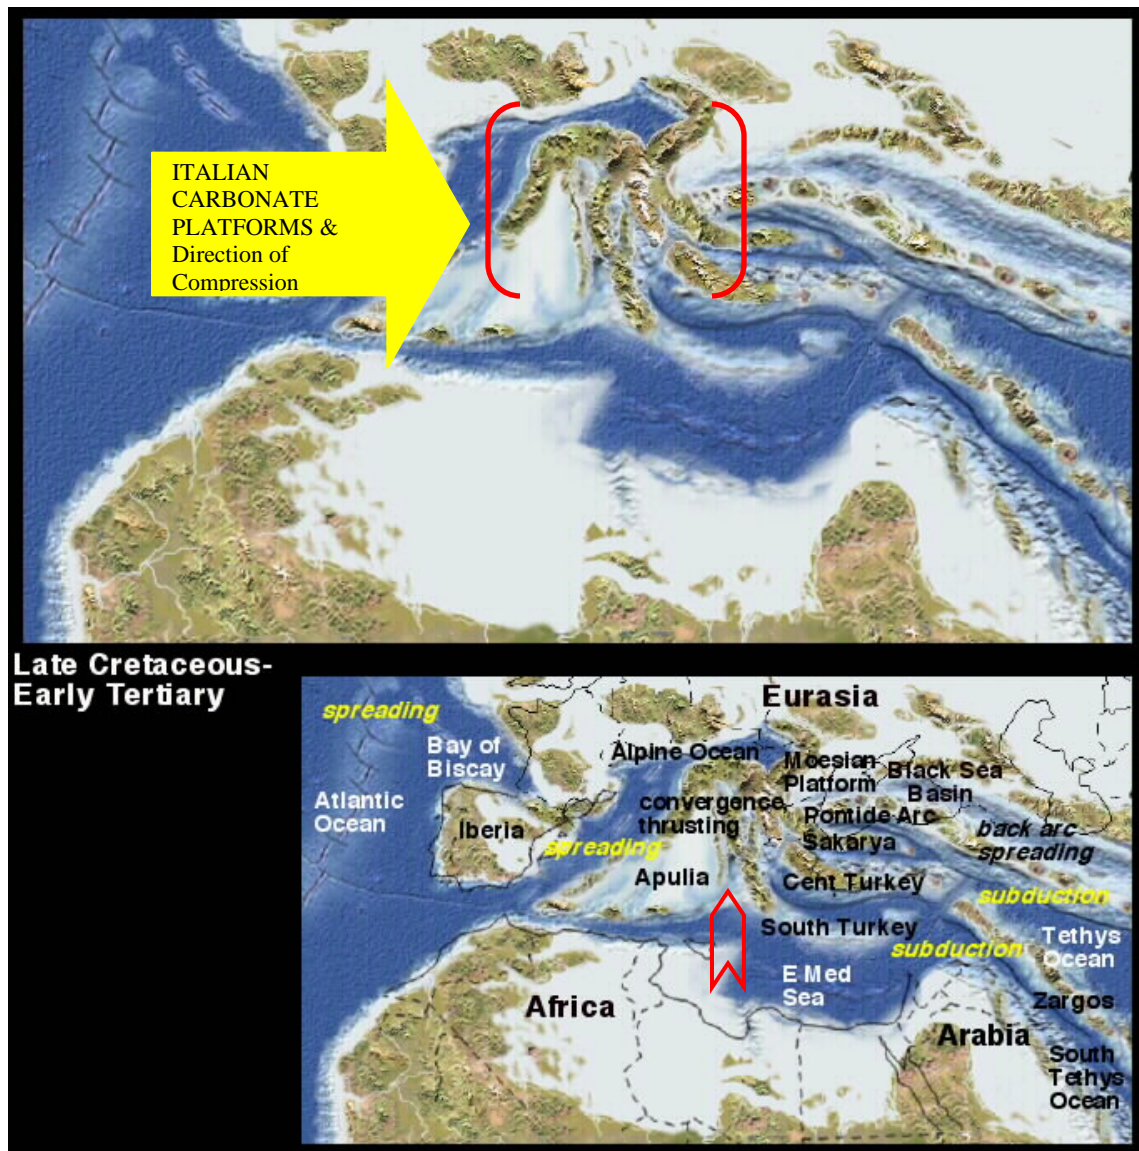 ITALIAN
CARBONATE
PLATFORMS &
Direction of
Compression
Late Cretaceous-
Early Tertiary
spreading
Eurasia
Bay of
Biscay
Alpine Ocean
Moesian
Platform
Black Sea
Basin
Atlantic
Ocean
Iberia
convergence
thrusting
Pontide Arc
Sakarya
back arc
spreading
spreading
Apulia
Cent Turkey
subduction
South Turkey
subduction
Tethys
Ocean
E Med
Sea
Africa
Zargos
Arabia
South
Tethys
Ocean